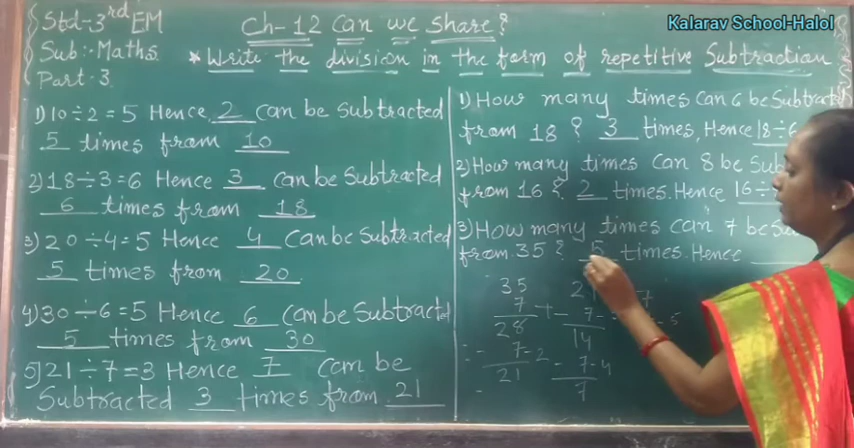 Kalarav School-Halol
Std-3rd EM
Sub:- Maths
Part-3
Ch-12 Can we Share?
* Write the division in the form of repetitive Subtraction
1) 10÷2=5 Hence 2 can be Subtracted
5 times from 10
2) 18÷3=6 Hence 3 can be Subtracted
6 times from 18
3) 20÷4=5 Hence 4 can be Subtracted
5 times from 20
4) 30÷6=5 Hence 6 can be Subtracted
5 times from 30
5) 21÷7=3 Hence 7 can be
Subtracted 3 times from 21
1) How many times can 6 be Subtracted
from 18? 3 times, Hence 18÷6
2) How many times can 8 be Sub
from 16? 2 times. Hence 16÷
3) How many times can 7 be Su
from 35? 5 times. Hence
35
7
28
7-2
21
7-
14
7-4
7